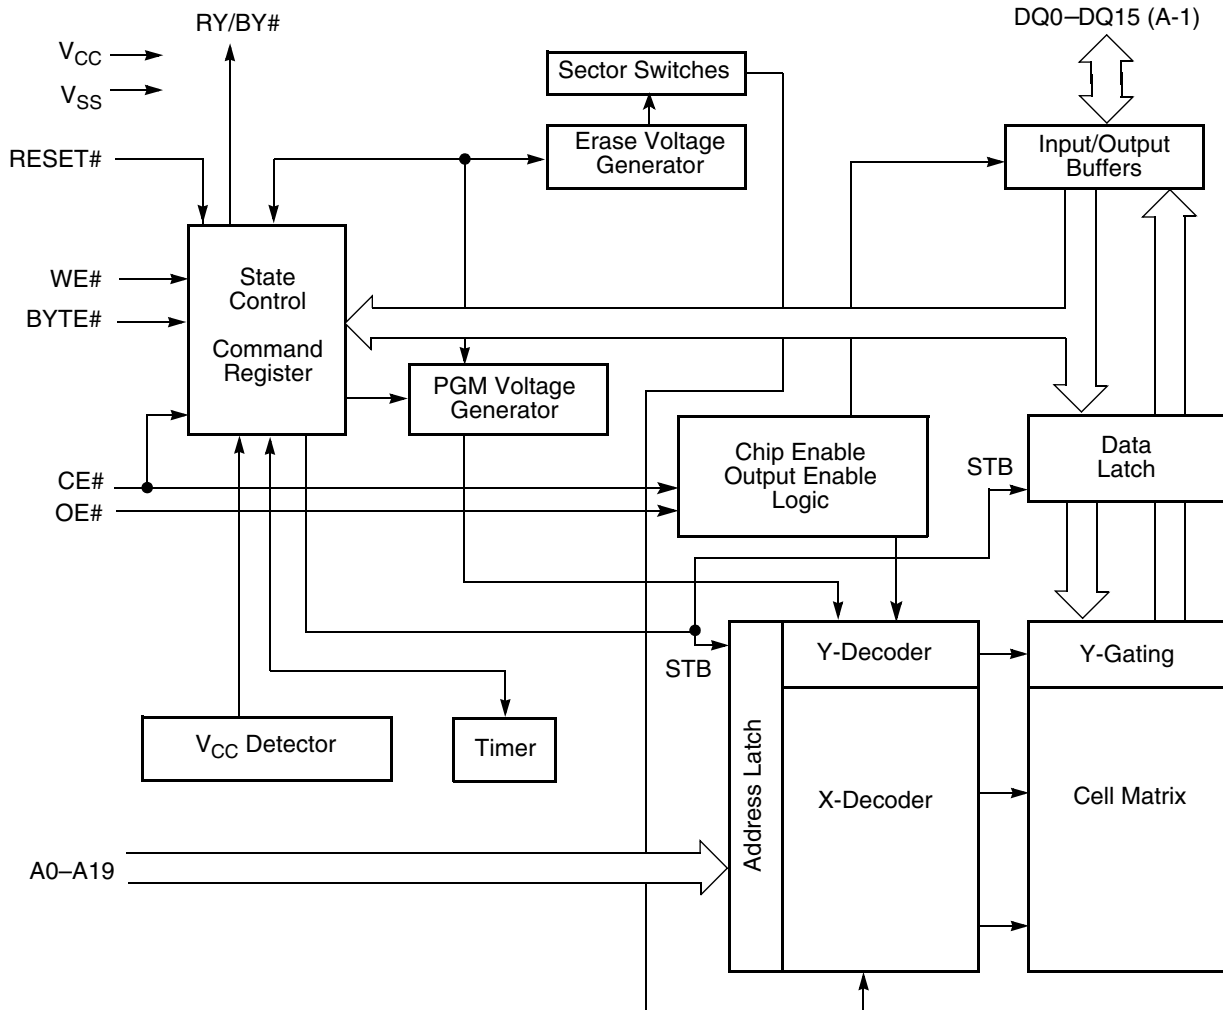 RY/BY#
DQ0–DQ15 (A-1)
VCC
VSS
RESET#
Sector Switches
Erase Voltage
Generator
Input/Output
Buffers
WE#
BYTE#
State
Control
Command
Register
PGM Voltage
Generator
Chip Enable
Output Enable
Logic
STB
Data
Latch
CE#
OE#
STB
Y-Decoder
Y-Gating
VCC Detector
Timer
Address Latch
X-Decoder
Cell Matrix
A0–A19